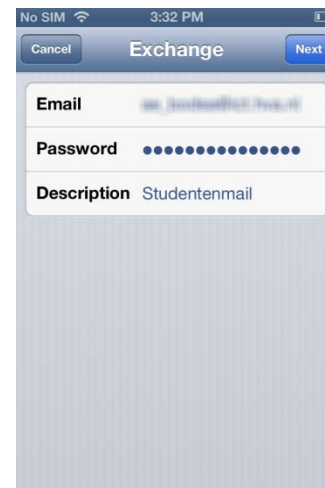 No SIM 3:32 PM
Cancel Exchange Next
Email
Password ●●●●●●●●●●●●●●●
Description Studentenmail